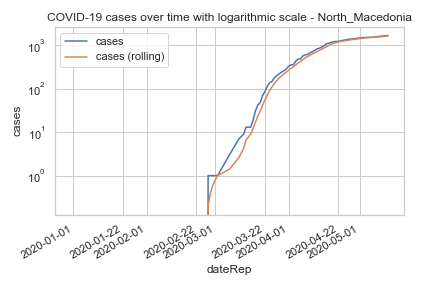 COVID-19 cases over time with logarithmic scale - North_Macedonia
cases
cases (rolling)
10³
10²
10¹
10⁰
cases
2020-01-01
2020-01-22
2020-02-01
2020-02-22
2020-03-01
2020-03-22
2020-04-01
2020-04-22
2020-05-01
dateRep